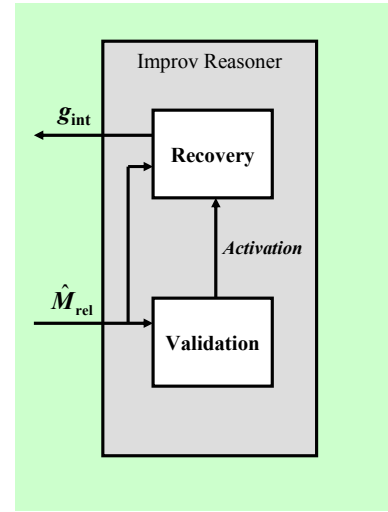 Improv Reasoner
g_int
Recovery
Activation
M̂_rel
Validation